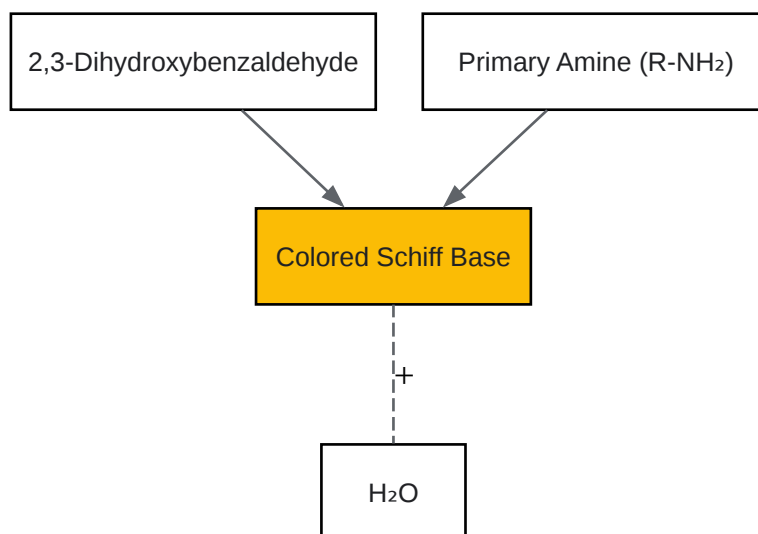 2,3-Dihydroxybenzaldehyde
Primary Amine (R-NH₂)
Colored Schiff Base
+
H₂O